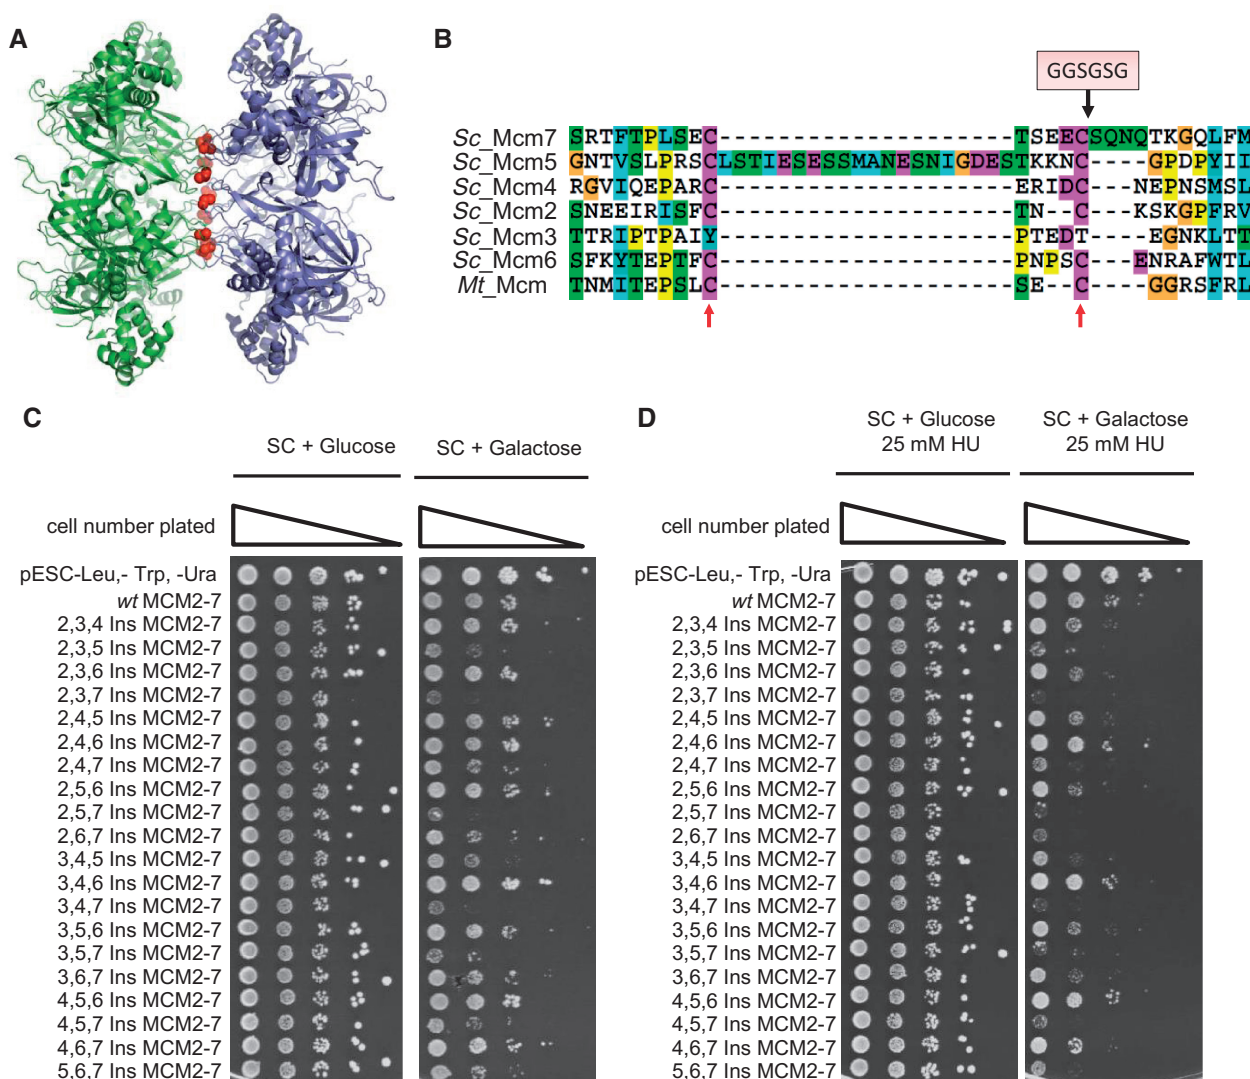 A
B
GGSGSG
Sc_Mcm7 SRTFTPLSEC--------------------TSEECSQNQTKGQLFM
Sc_Mcm5 GNTVSLPRSCLSTIESESSMANESNIGDESTKKNC----GPDPYII
Sc_Mcm4 RGVIQEPARC--------------------ERIDC---NEPNSMSL
Sc_Mcm2 SNEEIRISFC--------------------TN--C---KSKGPFRV
Sc_Mcm3 TTRIPTPAIY--------------------PTEDT----EGNKLTT
Sc_Mcm6 SFKYTEPTFC--------------------PNPSC---ENRAFWTL
Mt_Mcm TNMITEPSLC--------------------SE--C----GGRSFRL
C
SC + Glucose
SC + Galactose
cell number plated
pESC-Leu,- Trp, -Ura
wt MCM2-7
2,3,4 Ins MCM2-7
2,3,5 Ins MCM2-7
2,3,6 Ins MCM2-7
2,3,7 Ins MCM2-7
2,4,5 Ins MCM2-7
2,4,6 Ins MCM2-7
2,4,7 Ins MCM2-7
2,5,6 Ins MCM2-7
2,5,7 Ins MCM2-7
2,6,7 Ins MCM2-7
3,4,5 Ins MCM2-7
3,4,6 Ins MCM2-7
3,4,7 Ins MCM2-7
3,5,6 Ins MCM2-7
3,5,7 Ins MCM2-7
3,6,7 Ins MCM2-7
4,5,6 Ins MCM2-7
4,5,7 Ins MCM2-7
4,6,7 Ins MCM2-7
5,6,7 Ins MCM2-7
D
SC + Glucose
25 mM HU
SC + Galactose
25 mM HU
cell number plated
pESC-Leu,- Trp, -Ura
wt MCM2-7
2,3,4 Ins MCM2-7
2,3,5 Ins MCM2-7
2,3,6 Ins MCM2-7
2,3,7 Ins MCM2-7
2,4,5 Ins MCM2-7
2,4,6 Ins MCM2-7
2,4,7 Ins MCM2-7
2,5,6 Ins MCM2-7
2,5,7 Ins MCM2-7
2,6,7 Ins MCM2-7
3,4,5 Ins MCM2-7
3,4,6 Ins MCM2-7
3,4,7 Ins MCM2-7
3,5,6 Ins MCM2-7
3,5,7 Ins MCM2-7
3,6,7 Ins MCM2-7
4,5,6 Ins MCM2-7
4,5,7 Ins MCM2-7
4,6,7 Ins MCM2-7
5,6,7 Ins MCM2-7